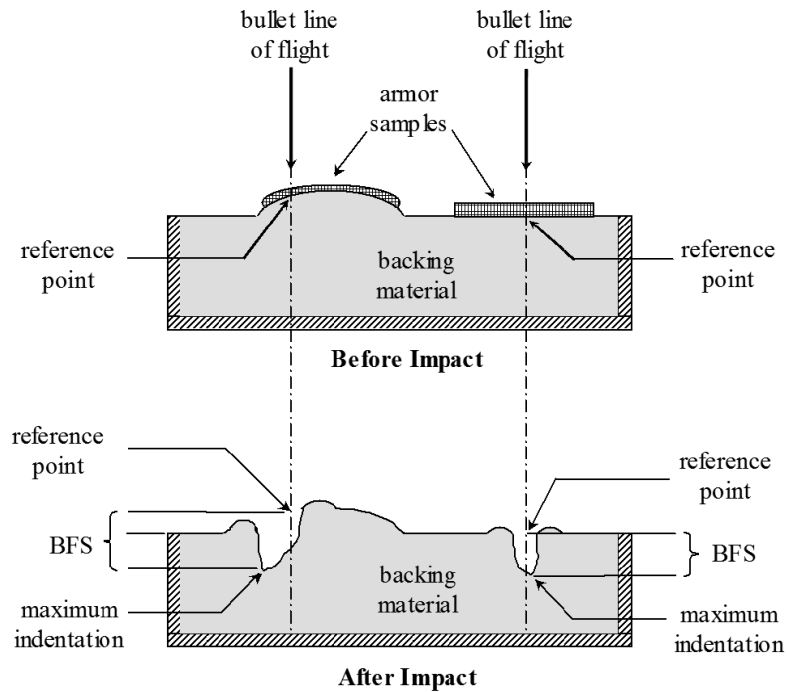 bullet line
of flight
bullet line
of flight
armor
samples
reference
point
backing
material
reference
point
Before Impact
reference
point
reference
point
BFS
BFS
backing
material
maximum
indentation
maximum
indentation
After Impact